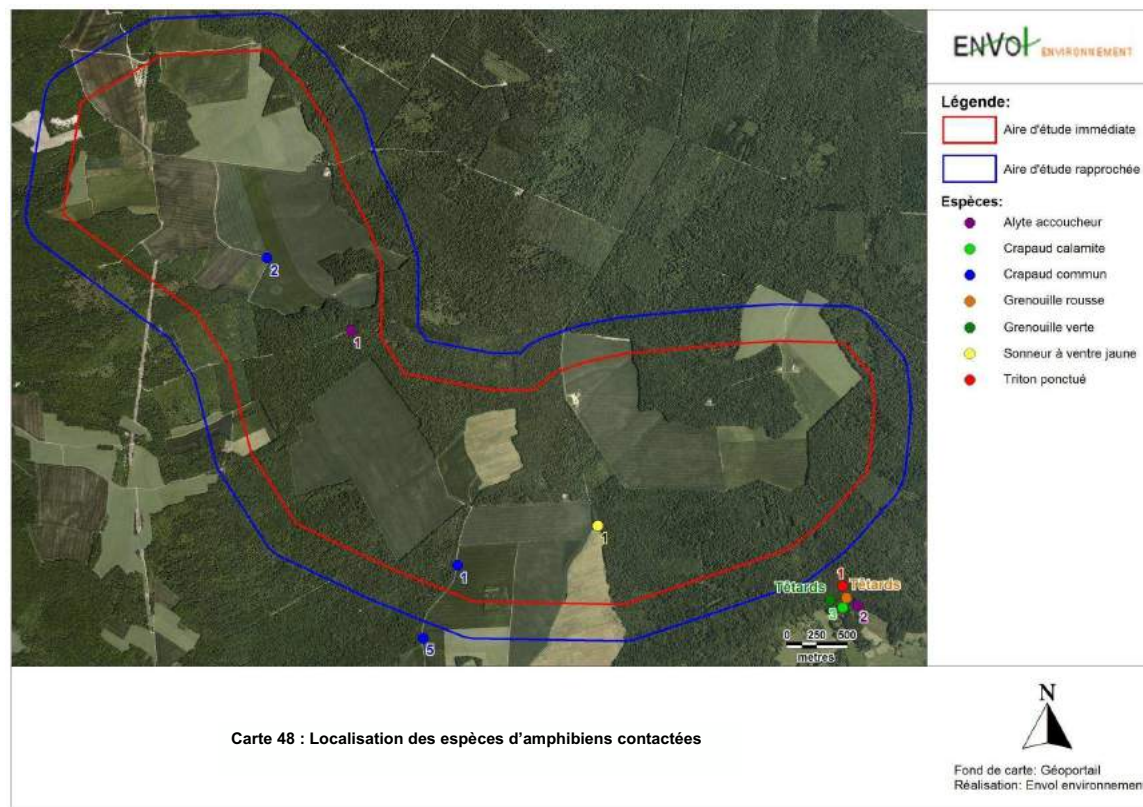 ENVOL ENVIRONNEMENT
Légende:
Aire d'étude immédiate
Aire d'étude rapprochée
Espèces:
Alyte accoucheur
Crapaud calamite
Crapaud commun
Grenouille rousse
Grenouille verte
Sonneur à ventre jaune
Triton ponctué
2
1
1
1
5
1
Têtards
Têtards
3
2
0 250 500
metres
Carte 48 : Localisation des espèces d'amphibiens contactées
N
Fond de carte: Géoportail
Réalisation: Envol environnement